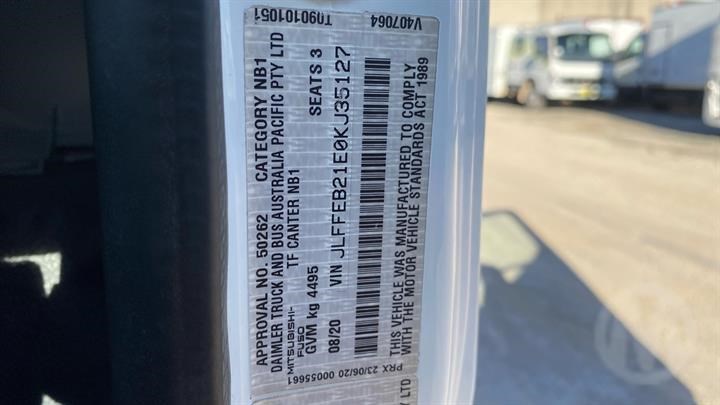 TA90101051
V407064
APPROVAL NO. 50262 CATEGORY NB1
DAIMLER TRUCK AND BUS AUSTRALIA PACIFIC PTY LTD
MITSUBISHI-FUSO TF CANTER NB1
GVM kg 4495 SEATS 3
08/20 VIN JLFFEB21E0KJ35127
THIS VEHICLE WAS MANUFACTURED TO COMPLY
WITH THE MOTOR VEHICLE STANDARDS ACT 1989
PRX 23/06/20 00055661
Y LTD